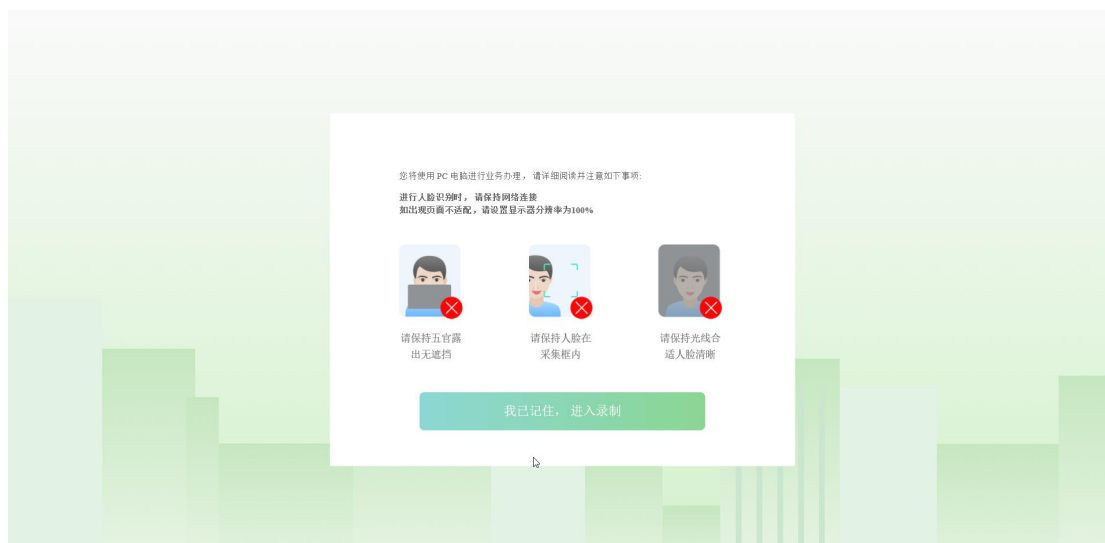 您将使用 PC 电脑进行业务办理，请详细阅读并注意如下事项:
进行人脸识别时，请保持网络连接
如出现页面不适配，请设置显示器分辨率为100%
请保持五官露
出无遮挡
请保持人脸在
采集框内
请保持光线合
适人脸清晰
我已记住，进入录制